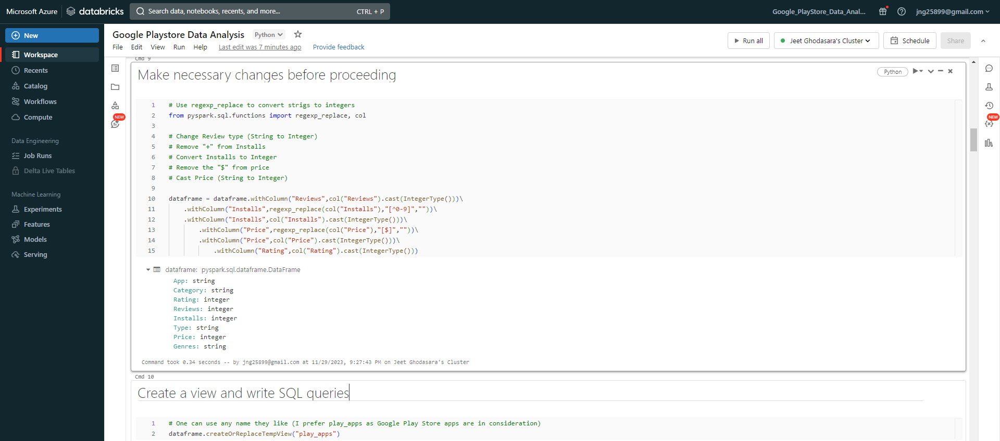 Microsoft Azure databricks Search data, notebooks, recents, and more... CTRL + P Google_PlayStore_Data_Anal... jng25899@gmail.com
New
Workspace
Recents
Catalog
Workflows
Compute
Data Engineering
Job Runs
Delta Live Tables
Machine Learning
Experiments
Features
Models
Serving
Google Playstore Data Analysis Python
File Edit View Run Help Last edit was 7 minutes ago Provide feedback
Run all Jeet Ghodasara's Cluster Schedule Share
NEW
Cmd 9
Make necessary changes before proceeding
Python
1 # Use regexp_replace to convert strigs to integers
2 from pyspark.sql.functions import regexp_replace, col
3
4 # Change Review type (String to Integer)
5 # Remove "+" from Installs
6 # Convert Installs to Integer
7 # Remove the "$" from price
8 # Cast Price (String to Integer)
9
10 dataframe = dataframe.withColumn("Reviews",col("Reviews").cast(IntegerType()))\
11 .withColumn("Installs",regexp_replace(col("Installs"),"[^0-9]",""))\
12 .withColumn("Installs",col("Installs").cast(IntegerType()))\
13 .withColumn("Price",regexp_replace(col("Price"),"[$]",""))\
14 .withColumn("Price",col("Price").cast(IntegerType()))\
15 .withColumn("Rating",col("Rating").cast(IntegerType()))
dataframe: pyspark.sql.dataframe.DataFrame
App: string
Category: string
Rating: integer
Reviews: integer
Installs: integer
Type: string
Price: integer
Genres: string
Command took 0.34 seconds -- by jng25899@gmail.com at 11/29/2023, 9:27:43 PM on Jeet Ghodasara's Cluster
Cmd 10
Create a view and write SQL queries
1 # One can use any name they like (I prefer play_apps as Google Play Store apps are in consideration)
2 dataframe.createOrReplaceTempView("play_apps")
NEW